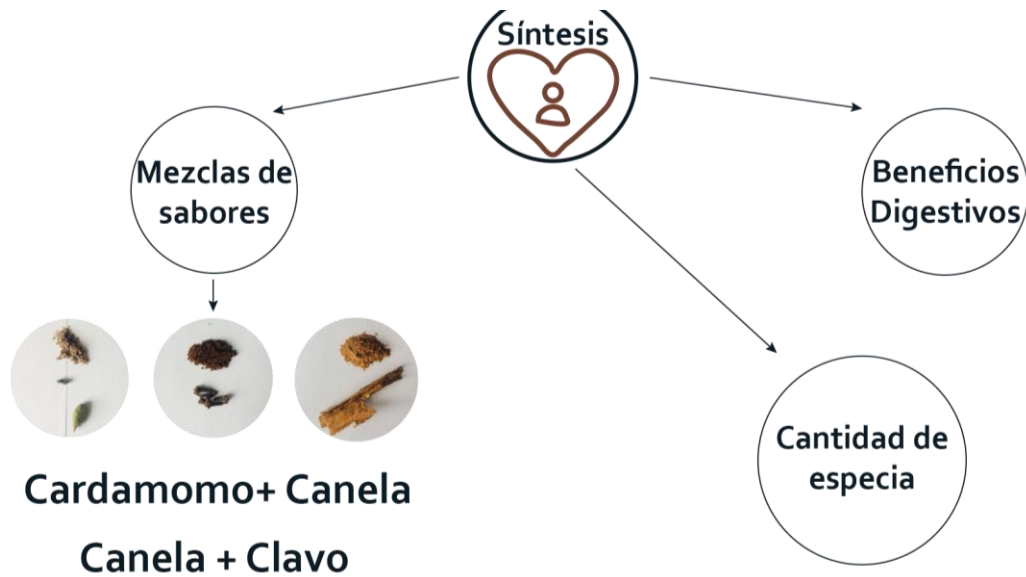 Síntesis
Mezclas de
sabores
Beneficios
Digestivos
Cantidad de
especia
Cardamomo+ Canela
Canela + Clavo